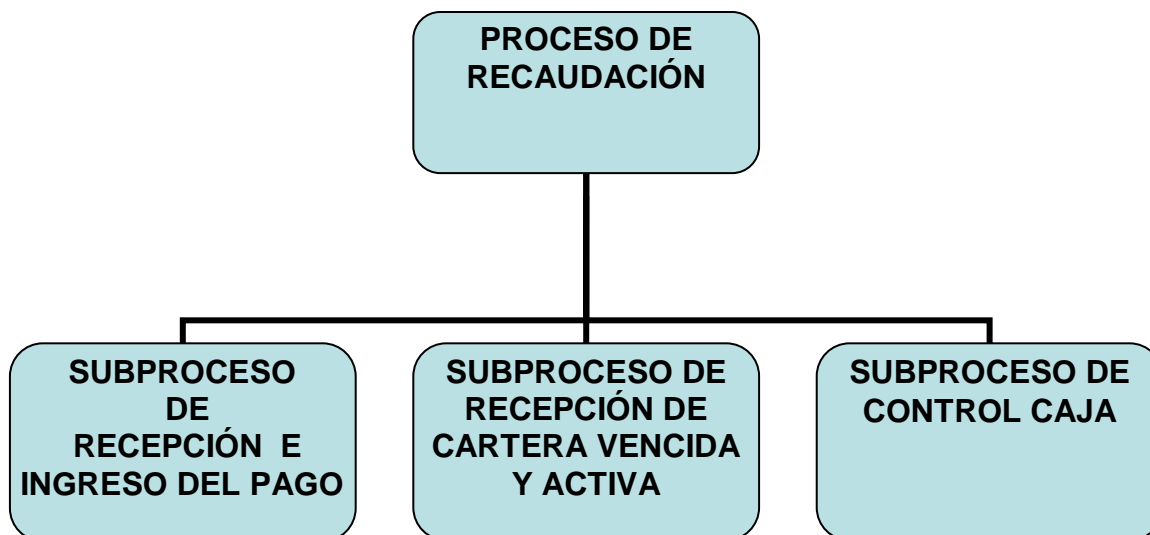 PROCESO DE
RECAUDACIÓN
SUBPROCESO
DE
RECEPCIÓN E
INGRESO DEL PAGO
SUBPROCESO DE
RECEPCIÓN DE
CARTERA VENCIDA
Y ACTIVA
SUBPROCESO DE
CONTROL CAJA